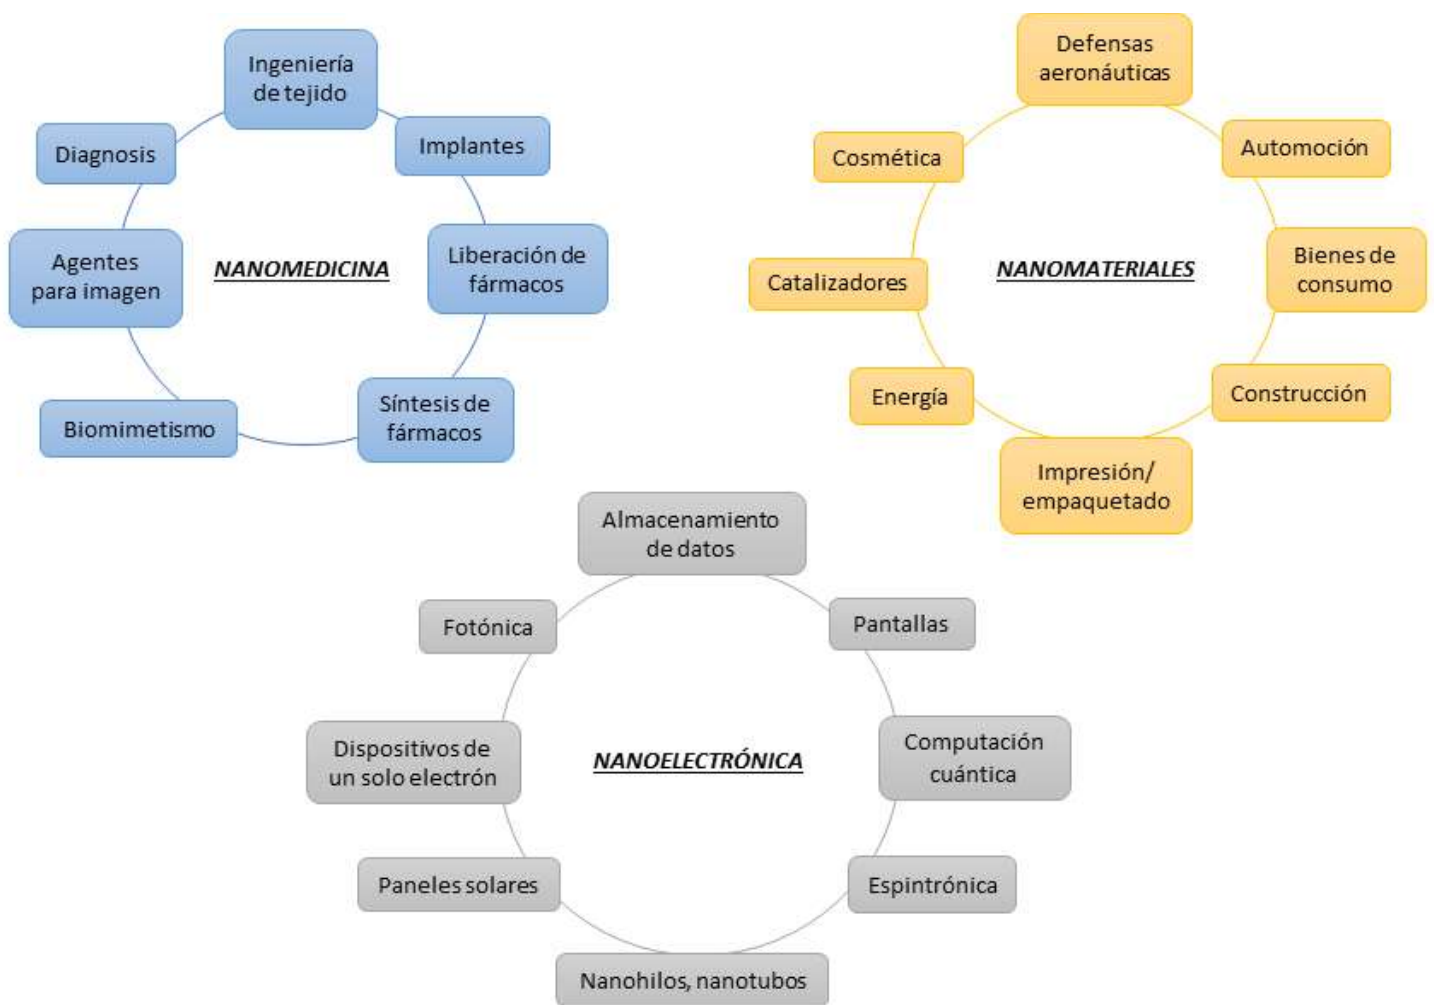 Ingeniería
de tejido
Implantes
Liberación de
fármacos
Síntesis de
fármacos
Biomimetismo
Agentes
para imagen
Diagnosis
NANOMEDICINA
Defensas
aeronáuticas
Automoción
Bienes de
consumo
Construcción
Impresión/
empaquetado
Energía
Catalizadores
Cosmética
NANOMATERIALES
Almacenamiento
de datos
Pantallas
Computación
cuántica
Espintrónica
Nanohilos, nanotubos
Paneles solares
Dispositivos de
un solo electrón
Fotónica
NANOELECTRÓNICA